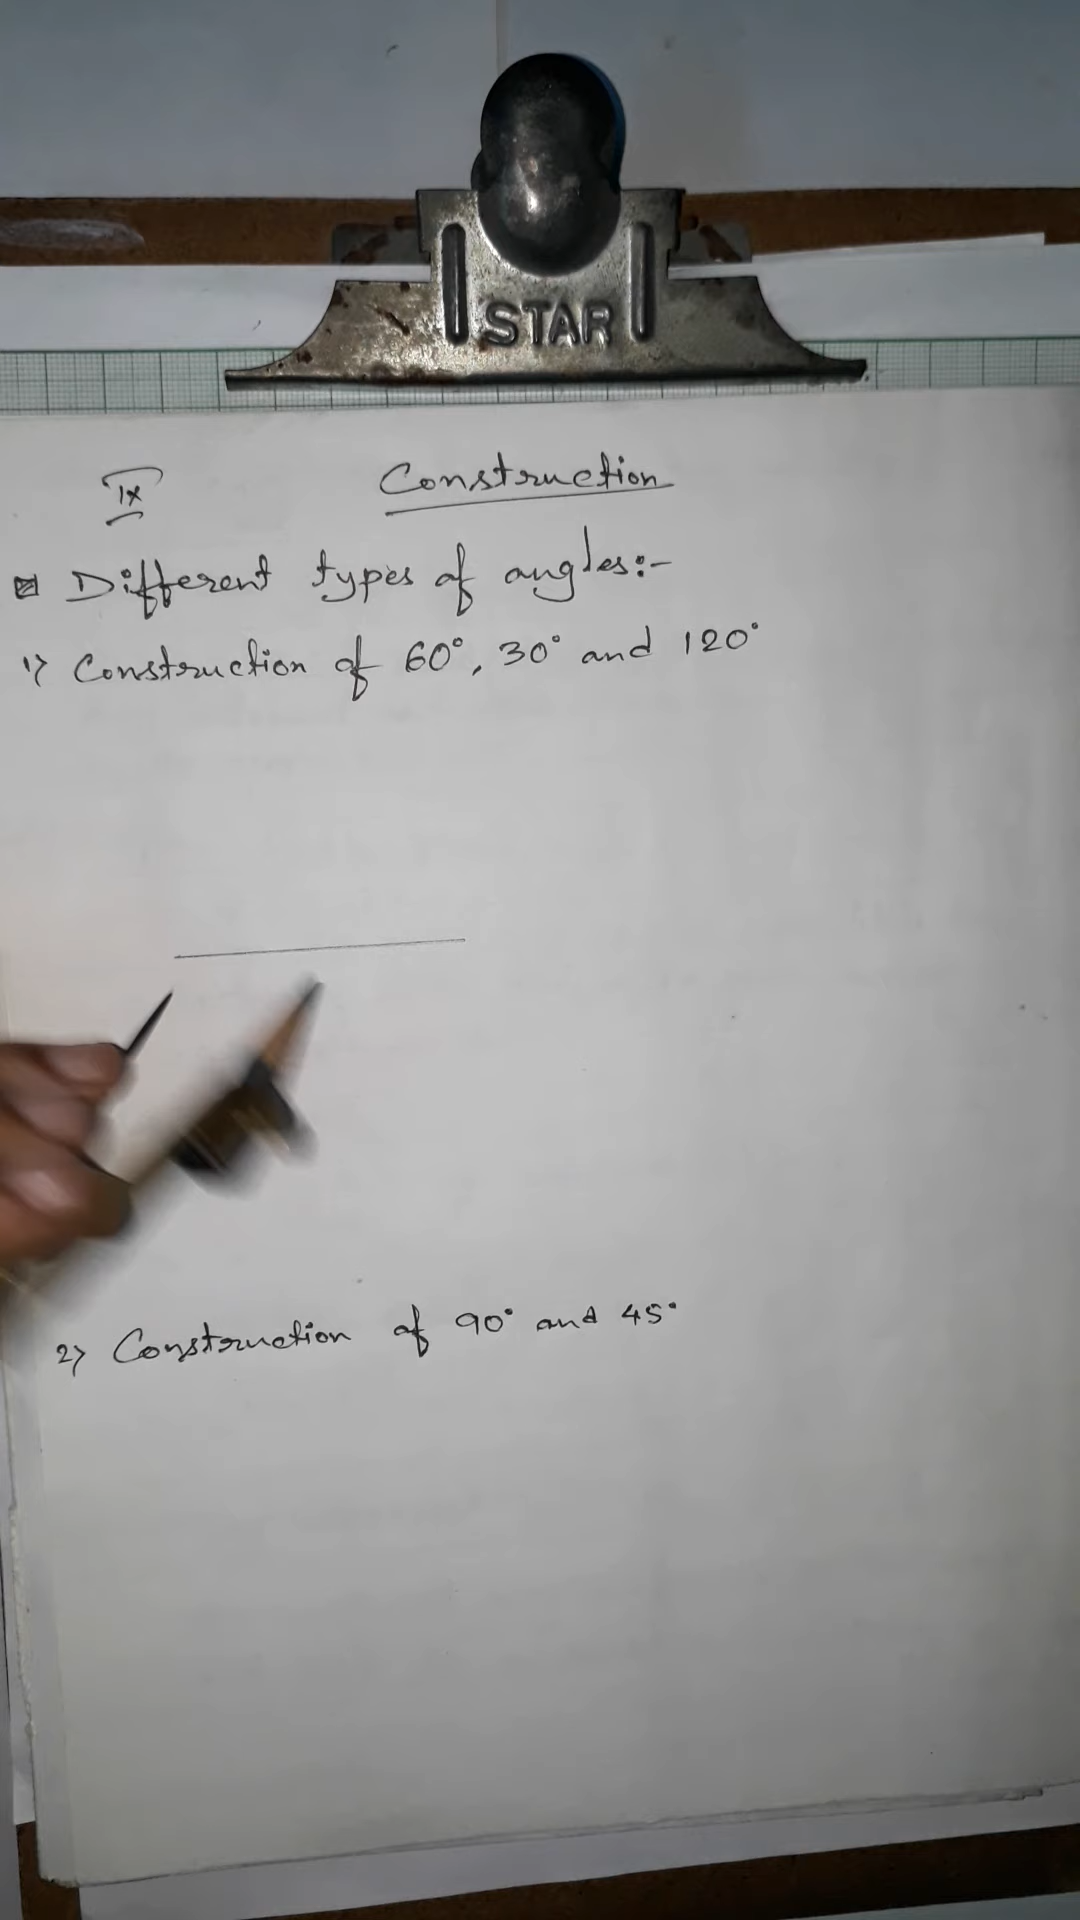 STAR
IX
Construction
Different types of angles:-
1) Construction of 60°, 30° and 120°
2) Construction of 90° and 45°